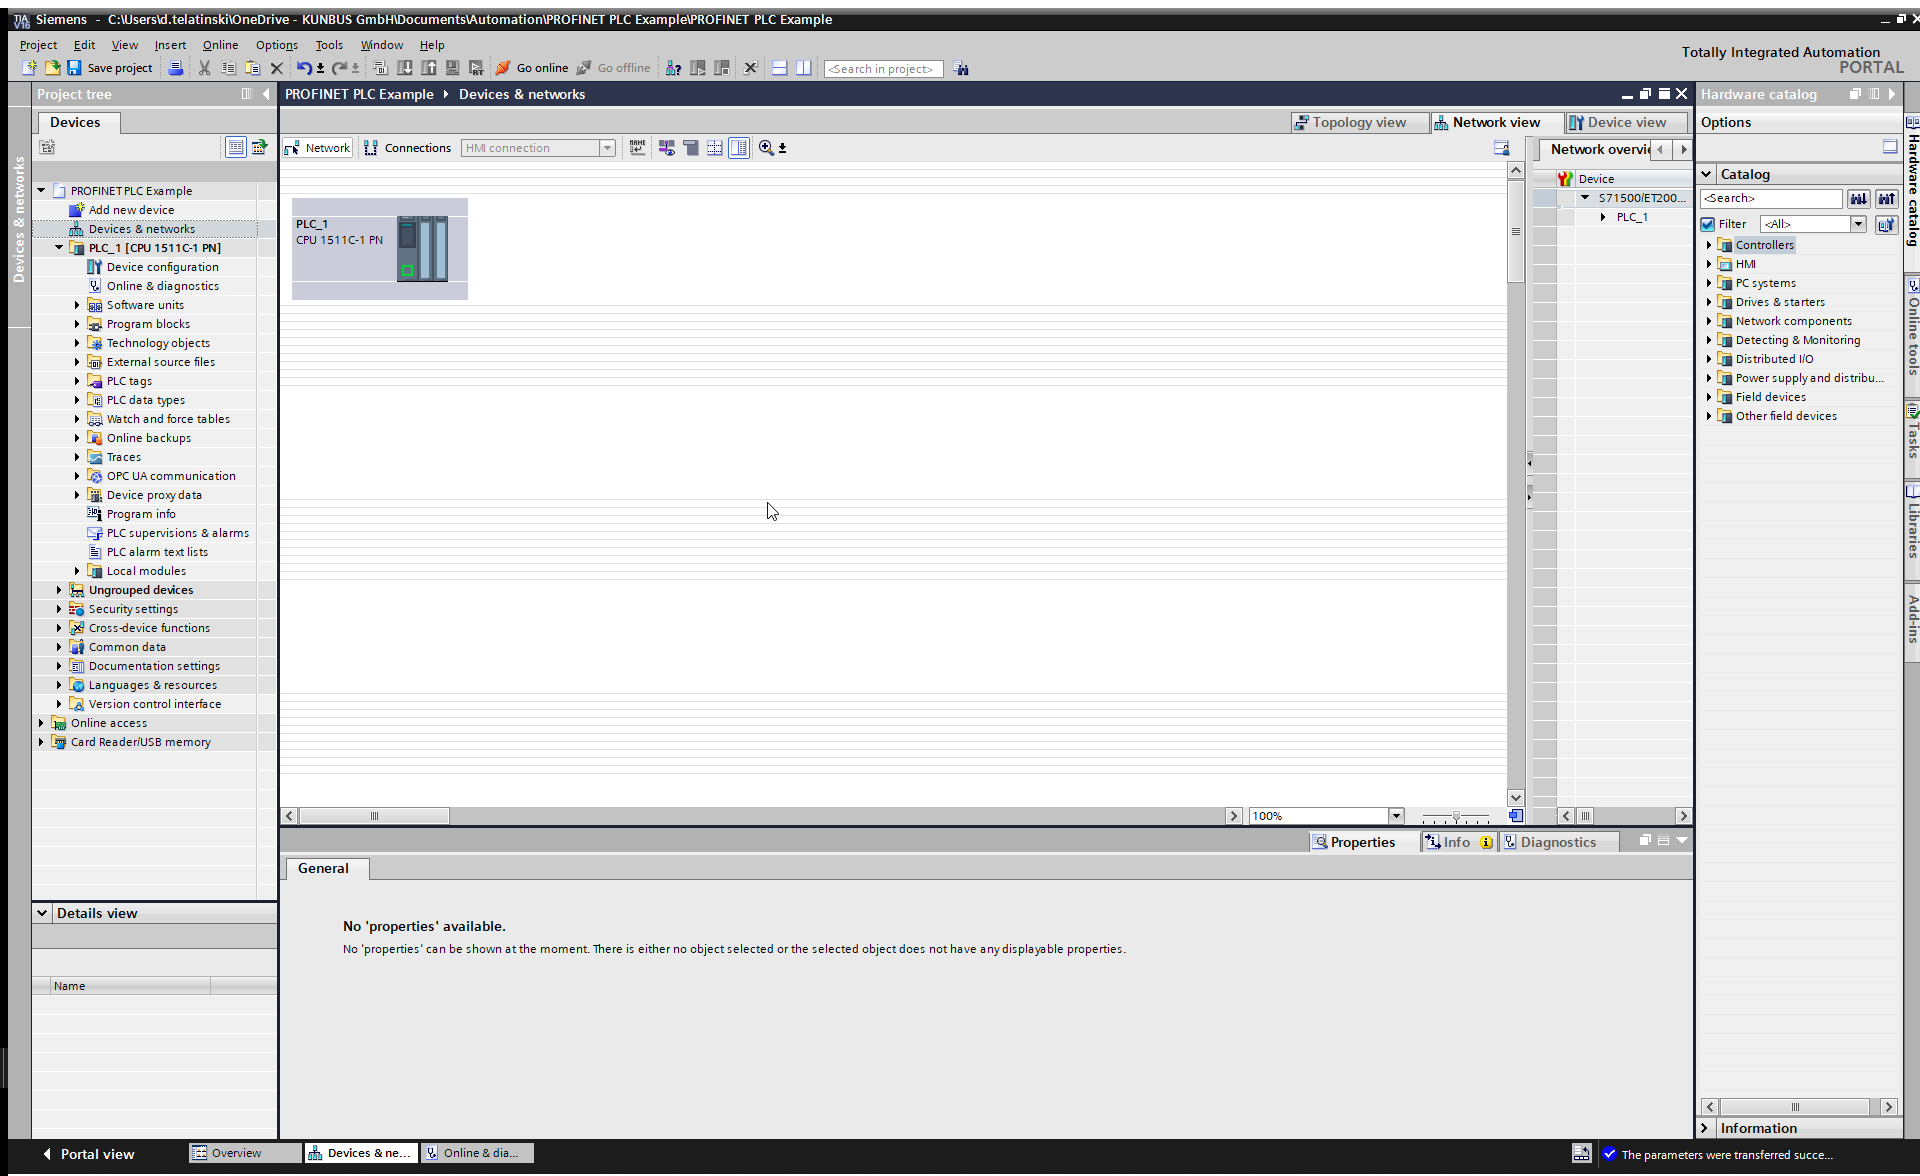 Siemens - C:\Users\d.telatinski\OneDrive - KUNBUS GmbH\Documents\Automation\PROFINET PLC Example\PROFINET PLC Example
Project Edit View Insert Online Options Tools Window Help
Totally Integrated Automation
PORTAL
Save project Go online Go offline <Search in project>
Project tree
PROFINET PLC Example Devices & networks
Hardware catalog
Devices
Topology view Network view Device view
Options
Network Connections HMI connection
Network overvie
Device
S71500/ET200...
PLC_1
Catalog
<Search>
Filter <All>
Controllers
HMI
PC systems
Drives & starters
Network components
Detecting & Monitoring
Distributed I/O
Power supply and distribu...
Field devices
Other field devices
Information
Devices & networks
PROFINET PLC Example
Add new device
Devices & networks
PLC_1 [CPU 1511C-1 PN]
Device configuration
Online & diagnostics
Software units
Program blocks
Technology objects
External source files
PLC tags
PLC data types
Watch and force tables
Online backups
Traces
OPC UA communication
Device proxy data
Program info
PLC supervisions & alarms
PLC alarm text lists
Local modules
Ungrouped devices
Security settings
Cross-device functions
Common data
Documentation settings
Languages & resources
Version control interface
Online access
Card Reader/USB memory
PLC_1
CPU 1511C-1 PN
100%
Properties Info Diagnostics
General
No 'properties' available.
No 'properties' can be shown at the moment. There is either no object selected or the selected object does not have any displayable properties.
Details view
Name
Hardware catalog
Online tools
Tasks
Libraries
Add-ins
Portal view Overview Devices & ne... Online & dia... The parameters were transferred succe...